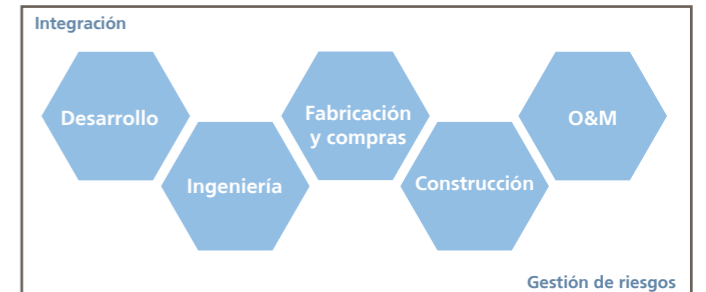 Integración
Desarrollo
Ingeniería
Fabricación
y compras
Construcción
O&M
Gestión de riesgos